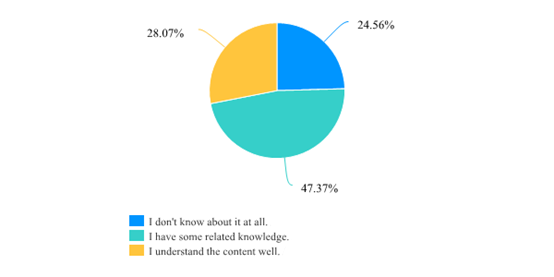 24.56%
28.07%
47.37%
I don't know about it at all.
I have some related knowledge.
I understand the content well.